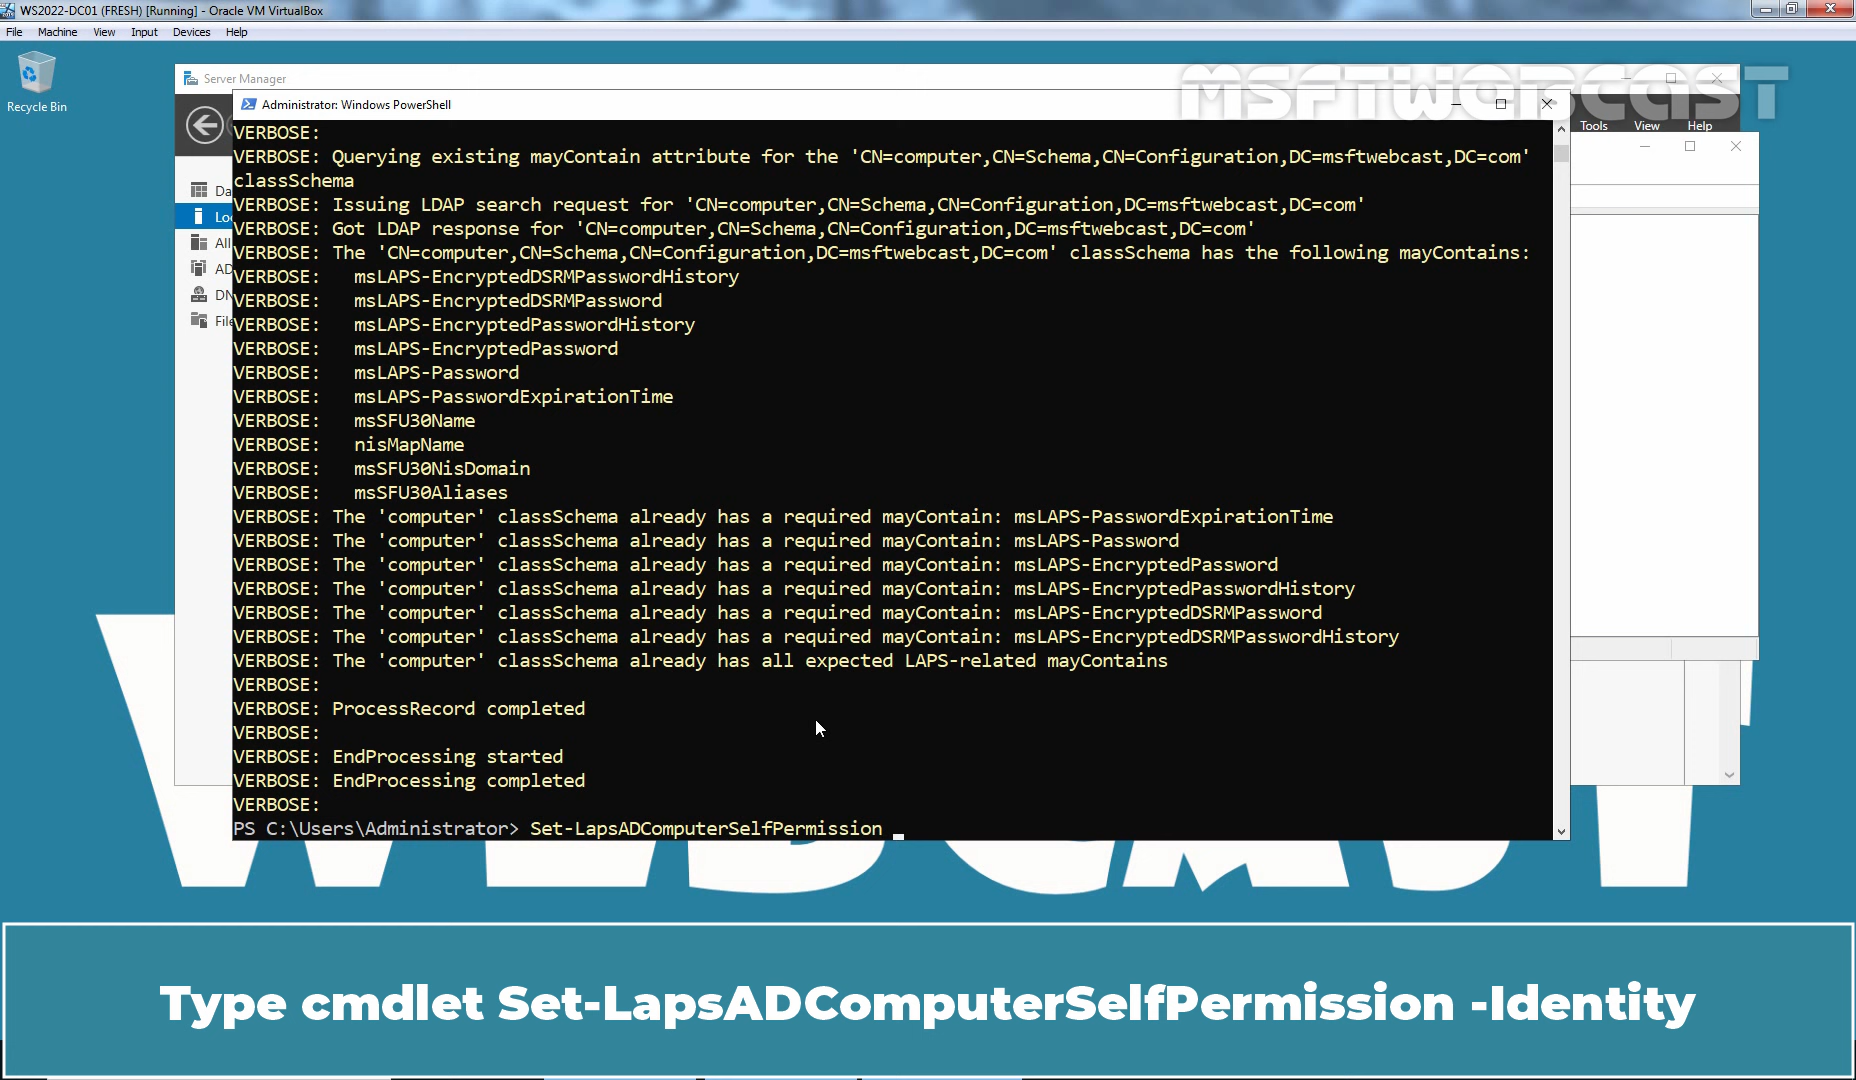 WS2022-DC01 (FRESH) [Running] - Oracle VM VirtualBox
File Machine View Input Devices Help
Recycle Bin
Server Manager
MSFTWEBCAST
Administrator: Windows PowerShell
Tools View Help
Da
Loc
All
AD
DN
File
VERBOSE:
VERBOSE: Querying existing mayContain attribute for the 'CN=computer,CN=Schema,CN=Configuration,DC=msftwebcast,DC=com'
classSchema
VERBOSE: Issuing LDAP search request for 'CN=computer,CN=Schema,CN=Configuration,DC=msftwebcast,DC=com'
VERBOSE: Got LDAP response for 'CN=computer,CN=Schema,CN=Configuration,DC=msftwebcast,DC=com'
VERBOSE: The 'CN=computer,CN=Schema,CN=Configuration,DC=msftwebcast,DC=com' classSchema has the following mayContains:
VERBOSE:   msLAPS-EncryptedDSRMPasswordHistory
VERBOSE:   msLAPS-EncryptedDSRMPassword
VERBOSE:   msLAPS-EncryptedPasswordHistory
VERBOSE:   msLAPS-EncryptedPassword
VERBOSE:   msLAPS-Password
VERBOSE:   msLAPS-PasswordExpirationTime
VERBOSE:   msSFU30Name
VERBOSE:   nisMapName
VERBOSE:   msSFU30NisDomain
VERBOSE:   msSFU30Aliases
VERBOSE: The 'computer' classSchema already has a required mayContain: msLAPS-PasswordExpirationTime
VERBOSE: The 'computer' classSchema already has a required mayContain: msLAPS-Password
VERBOSE: The 'computer' classSchema already has a required mayContain: msLAPS-EncryptedPassword
VERBOSE: The 'computer' classSchema already has a required mayContain: msLAPS-EncryptedPasswordHistory
VERBOSE: The 'computer' classSchema already has a required mayContain: msLAPS-EncryptedDSRMPassword
VERBOSE: The 'computer' classSchema already has a required mayContain: msLAPS-EncryptedDSRMPasswordHistory
VERBOSE: The 'computer' classSchema already has all expected LAPS-related mayContains
VERBOSE:
VERBOSE: ProcessRecord completed
VERBOSE:
VERBOSE: EndProcessing started
VERBOSE: EndProcessing completed
VERBOSE:
PS C:\Users\Administrator> Set-LapsADComputerSelfPermission
Type cmdlet Set-LapsADComputerSelfPermission -Identity